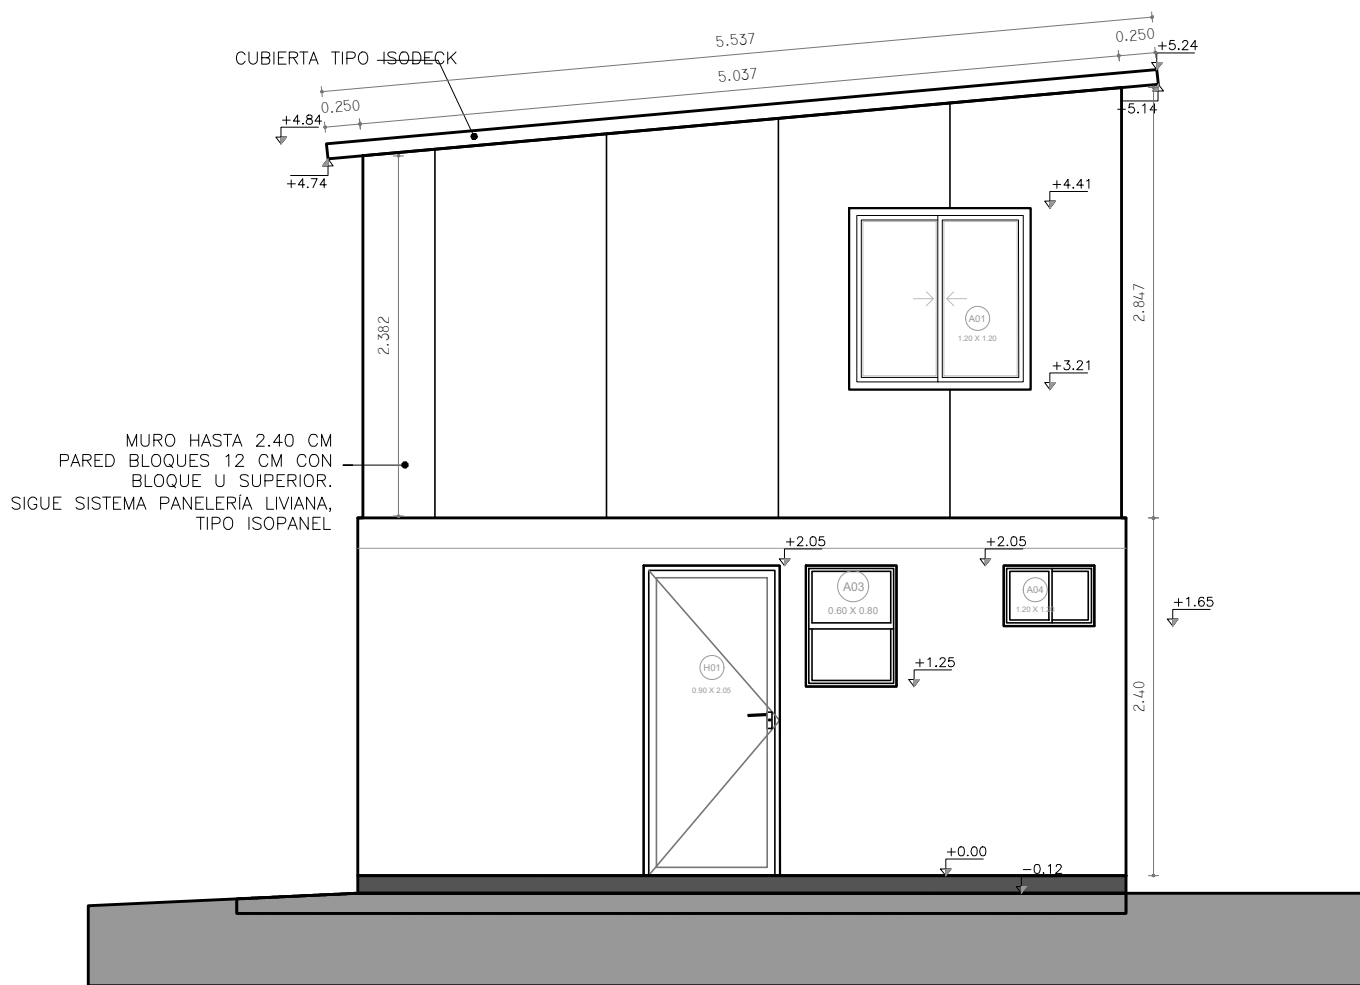 5.537
0.250
+5.24
CUBIERTA TIPO ISODECK
5.037
0.250
+4.84
+5.14
+4.74
+4.41
2.847
A01
1.20 X 1.20
2.382
+3.21
MURO HASTA 2.40 CM
PARED BLOQUES 12 CM CON
BLOQUE U SUPERIOR.
SIGUE SISTEMA PANELERÍA LIVIANA,
TIPO ISOPANEL
+2.05
+2.05
A03
0.60 X 0.80
A04
1.20 X
+1.65
+1.25
H01
0.90 X 2.05
2.40
+0.00
-0.12